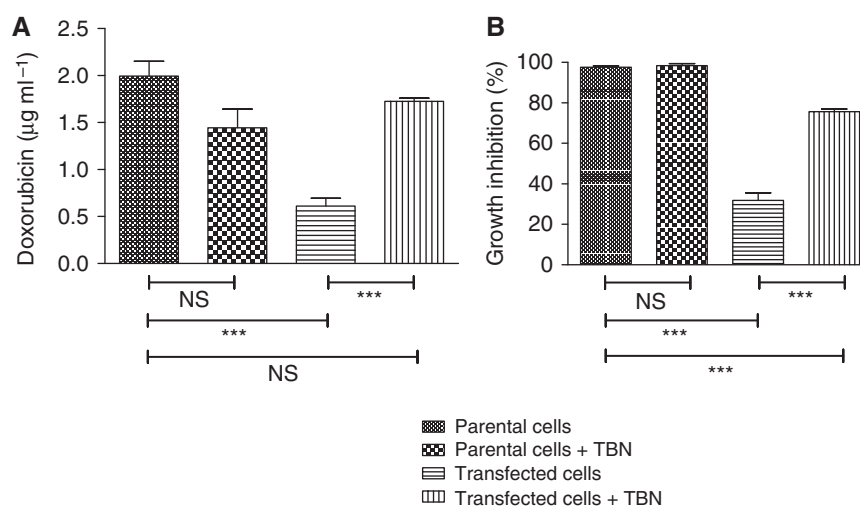 A
Doxorubicin (μg ml⁻¹)
2.5
2.0
1.5
1.0
0.5
0.0
NS
***
***
NS
B
Growth inhibition (%)
100
80
60
40
20
0
NS
***
***
***
Parental cells
Parental cells + TBN
Transfected cells
Transfected cells + TBN